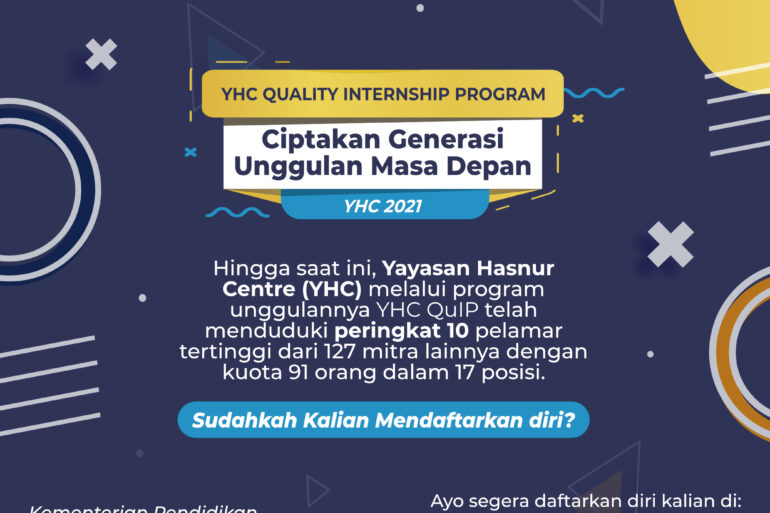 YHC QUALITY INTERNSHIP PROGRAM
Ciptakan Generasi
Unggulan Masa Depan
YHC 2021
Hingga saat ini, Yayasan Hasnur
Centre (YHC) melalui program
unggulannya YHC QuIP telah
menduduki peringkat 10 pelamar
tertinggi dari 127 mitra lainnya dengan
kuota 91 orang dalam 17 posisi.
Sudahkah Kalian Mendaftarkan diri?
Kementerian Pendidikan
Ayo segera daftarkan diri kalian di: